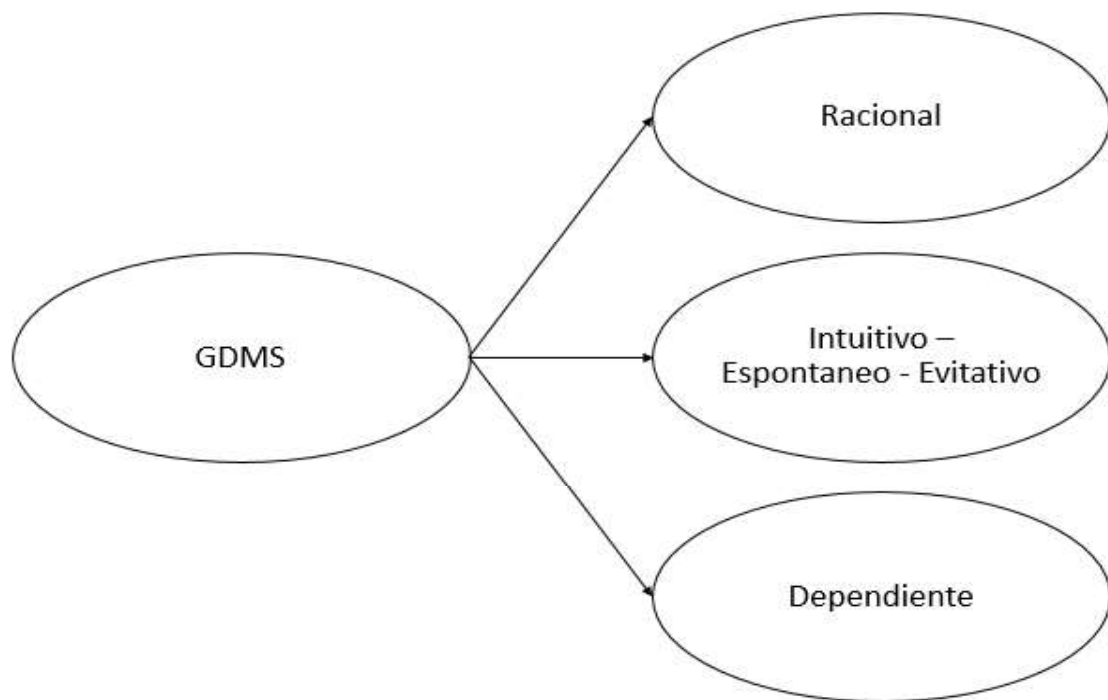 Racional
GDMS
Intuitivo –
Espontaneo - Evitativo
Dependiente